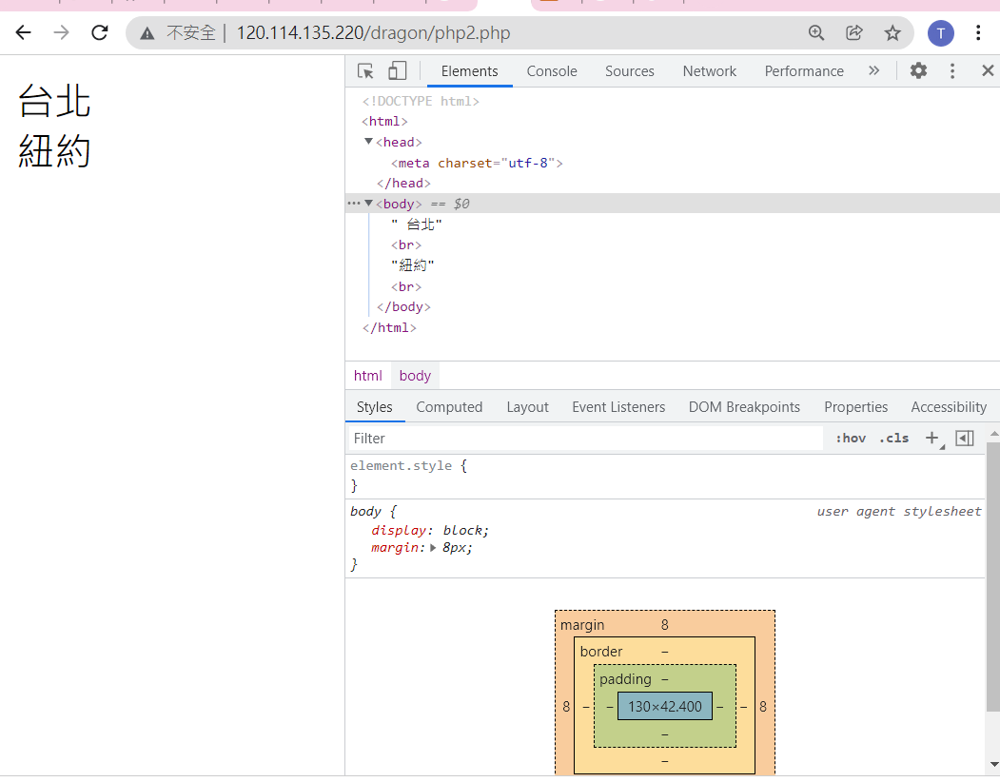 不安全 | 120.114.135.220/dragon/php2.php T
台北
紐約
Elements Console Sources Network Performance »
<!DOCTYPE html>
<html>
▼<head>
<meta charset="utf-8">
</head>
··· ▼<body> == $0
" 台北"
<br>
"紐約"
<br>
</body>
</html>
html body
Styles Computed Layout Event Listeners DOM Breakpoints Properties Accessibility
Filter :hov .cls +
element.style {
}
body { user agent stylesheet
display: block;
margin:▶ 8px;
}
margin 8
border –
padding –
8 – – 130×42.400 – – 8
–
–